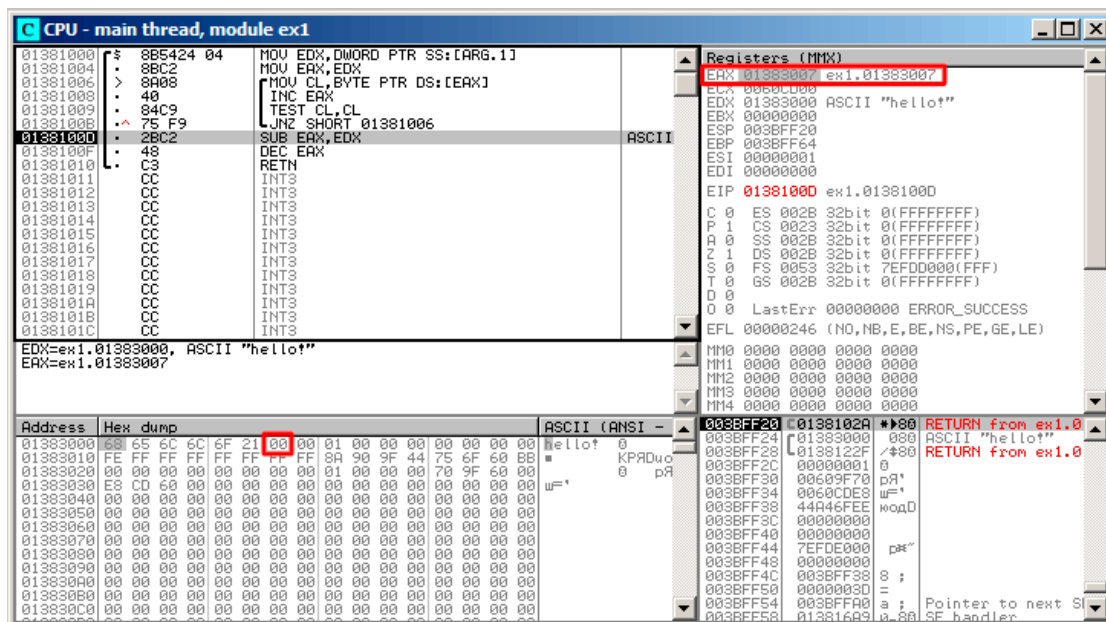 CPU - main thread, module ex1
01381000 $ 8B5424 04 MOV EDX,DWORD PTR SS:[ARG.1]
01381004 . 8BC2 MOV EAX,EDX
01381006 > 8A08 MOV CL,BYTE PTR DS:[EAX]
01381008 . 40 INC EAX
01381009 . 84C9 TEST CL,CL
0138100B .^ 75 F9 JNZ SHORT 01381006
0138100D . 2BC2 SUB EAX,EDX ASCII
0138100F . 48 DEC EAX
01381010 . C3 RETN
01381011 CC INT3
01381012 CC INT3
01381013 CC INT3
01381014 CC INT3
01381015 CC INT3
01381016 CC INT3
01381017 CC INT3
01381018 CC INT3
01381019 CC INT3
0138101A CC INT3
0138101B CC INT3
0138101C CC INT3
EDX=ex1.01383000, ASCII "hello!"
EAX=ex1.01383007
Registers (MMX)
EAX 01383007 ex1.01383007
ECX 0060CD00
EDX 01383000 ASCII "hello!"
EBX 00000000
ESP 003BFF20
EBP 003BFF64
ESI 00000001
EDI 00000000
EIP 0138100D ex1.0138100D
C 0 ES 002B 32bit 0(FFFFFFFF)
P 1 CS 0023 32bit 0(FFFFFFFF)
A 0 SS 002B 32bit 0(FFFFFFFF)
Z 1 DS 002B 32bit 0(FFFFFFFF)
S 0 FS 0053 32bit 7EFDD000(FFF)
T 0 GS 002B 32bit 0(FFFFFFFF)
D 0
O 0 LastErr 00000000 ERROR_SUCCESS
EFL 00000246 (NO,NB,E,BE,NS,PE,GE,LE)
MM0 0000 0000 0000 0000
MM1 0000 0000 0000 0000
MM2 0000 0000 0000 0000
MM3 0000 0000 0000 0000
MM4 0000 0000 0000 0000
Address Hex dump ASCII (ANSI -
01383000 68 65 6C 6C 6F 21 00 00 01 00 00 00 00 00 00 00 hello!
01383010 FE FF FF FF FF FF FF FF 8A 90 9F 44 75 6F 60 BB КРЯDuo
01383020 00 00 00 00 00 00 00 00 01 00 00 00 70 9F 60 00 pЯ
01383030 E8 CD 60 00 00 00 00 00 00 00 00 00 00 00 00 00 ш='
01383040 00 00 00 00 00 00 00 00 00 00 00 00 00 00 00 00
01383050 00 00 00 00 00 00 00 00 00 00 00 00 00 00 00 00
01383060 00 00 00 00 00 00 00 00 00 00 00 00 00 00 00 00
01383070 00 00 00 00 00 00 00 00 00 00 00 00 00 00 00 00
01383080 00 00 00 00 00 00 00 00 00 00 00 00 00 00 00 00
01383090 00 00 00 00 00 00 00 00 00 00 00 00 00 00 00 00
013830A0 00 00 00 00 00 00 00 00 00 00 00 00 00 00 00 00
013830B0 00 00 00 00 00 00 00 00 00 00 00 00 00 00 00 00
013830C0 00 00 00 00 00 00 00 00 00 00 00 00 00 00 00 00
003BFF20 0138102A RETURN from ex1.0
003BFF24 01383000 ASCII "hello!"
003BFF28 0138122F RETURN from ex1.0
003BFF2C 00000001
003BFF30 00609F70 pЯ'
003BFF34 0060CDE8 ш='
003BFF38 44A46FEE юодD
003BFF3C 00000000
003BFF40 00000000
003BFF44 7EFDE000
003BFF48 00000000
003BFF4C 003BFF38 8 ;
003BFF50 0000003D =
003BFF54 003BFFA0 a ; Pointer to next S
003BFF58 013816A9 SE handler